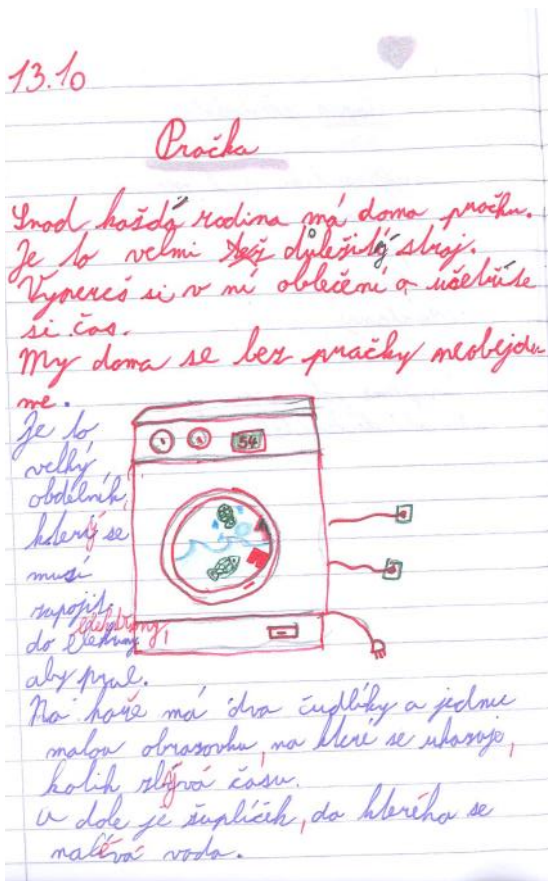 13.10
Pračka
Snad každá rodina má doma pračku.
Je to velmi důležitý stroj.
Vypereš si v ní oblečení a ušetříte
si čas.
My doma se bez pračky neobejdu
me.
54
Je to
velký
obdélník,
který se
musí
zapojit
do elektriny,
aby pral.
Na hoře má dva čudlíky a jednu
malou obrazovku, na které se ukazuje,
kolik zbývá času.
A dole je šuplíček, do kterého se
nalévá voda.